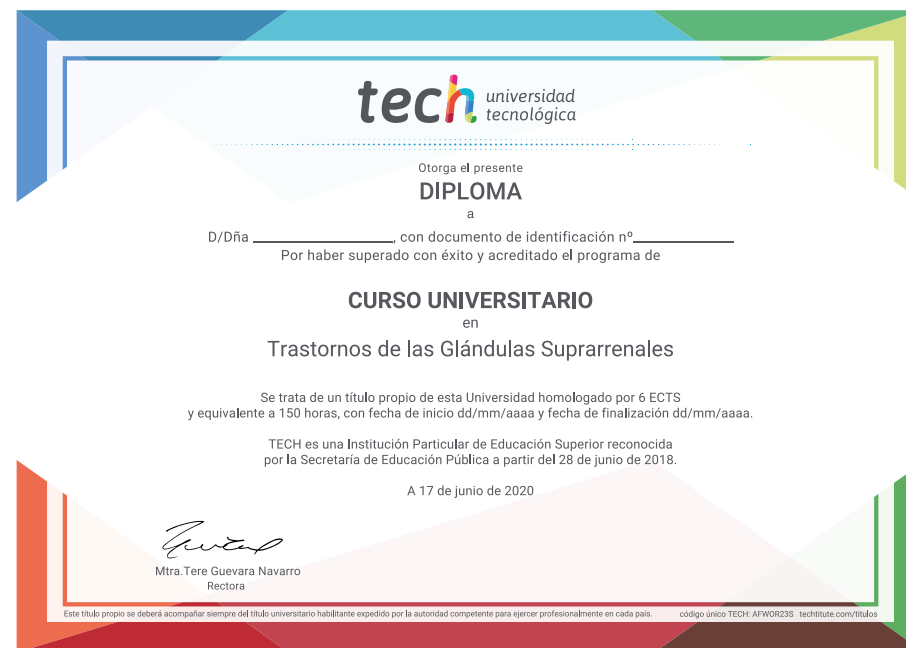 tech universidad
tecnológica
Otorga el presente
DIPLOMA
a
D/Dña ____________________, con documento de identificación nº______________
Por haber superado con éxito y acreditado el programa de
CURSO UNIVERSITARIO
en
Trastornos de las Glándulas Suprarrenales
Se trata de un título propio de esta Universidad homologado por 6 ECTS
y equivalente a 150 horas, con fecha de inicio dd/mm/aaaa y fecha de finalización dd/mm/aaaa.
TECH es una Institución Particular de Educación Superior reconocida
por la Secretaría de Educación Pública a partir del 28 de junio de 2018.
A 17 de junio de 2020
Mtra.Tere Guevara Navarro
Rectora
Este título propio se deberá acompañar siempre del título universitario habilitante expedido por la autoridad competente para ejercer profesionalmente en cada país. código único TECH: AFWOR23S techtitute.com/titulos